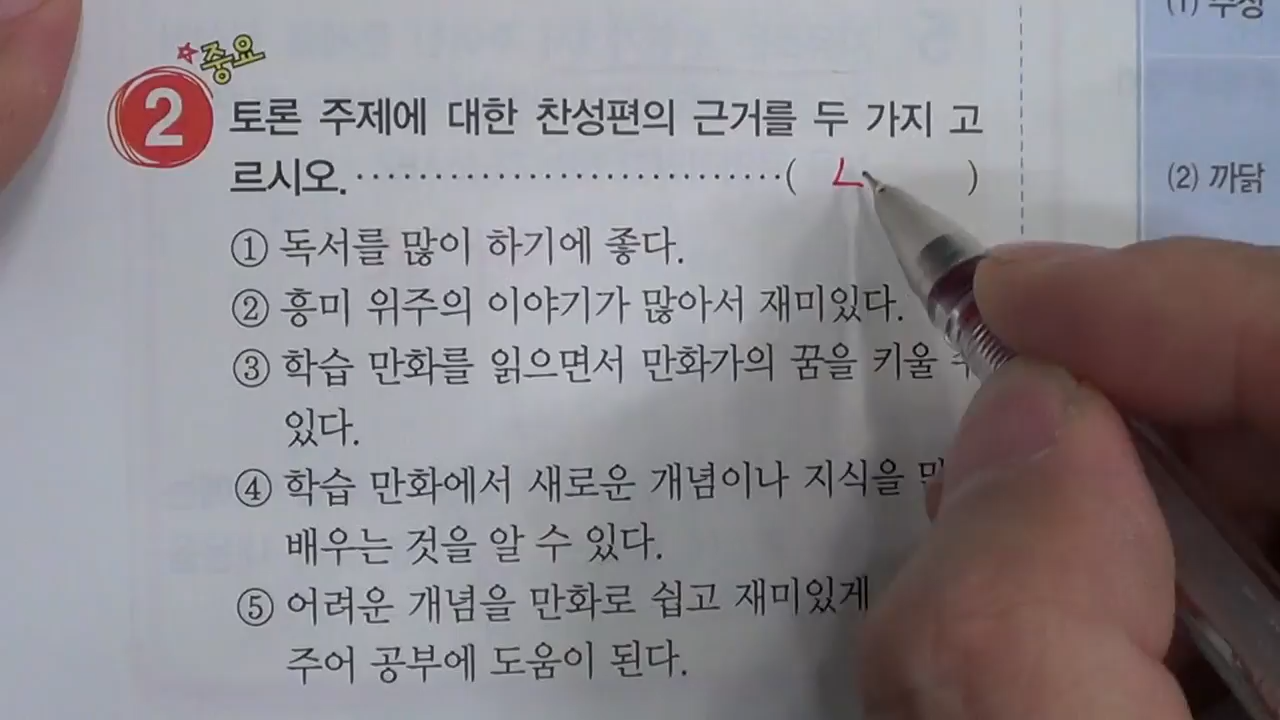 중요
2 토론 주제에 대한 찬성편의 근거를 두 가지 고
르시오. ( )
① 독서를 많이 하기에 좋다.
② 흥미 위주의 이야기가 많아서 재미있다.
③ 학습 만화를 읽으면서 만화가의 꿈을 키울
있다.
④ 학습 만화에서 새로운 개념이나 지식을
배우는 것을 알 수 있다.
⑤ 어려운 개념을 만화로 쉽고 재미있게
주어 공부에 도움이 된다.
(1)
(2) 까닭